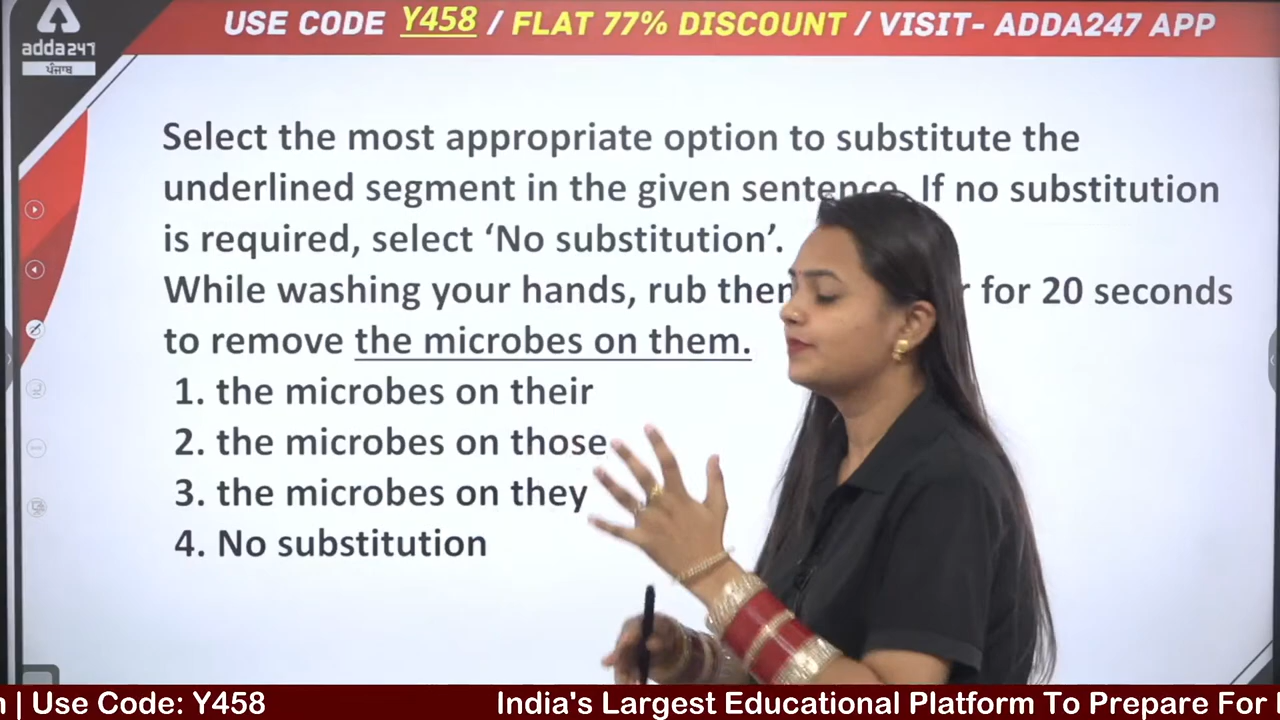 USE CODE Y458 / FLAT 77% DISCOUNT / VISIT- ADDA247 APP
adda247
ਪੰਜਾਬ
Select the most appropriate option to substitute the
underlined segment in the given sentence. If no substitution
is required, select ‘No substitution’.
While washing your hands, rub for 20 seconds
to remove the microbes on them.
1. the microbes on their
2. the microbes on those
3. the microbes on they
4. No substitution
| Use Code: Y458 India's Largest Educational Platform To Prepare For